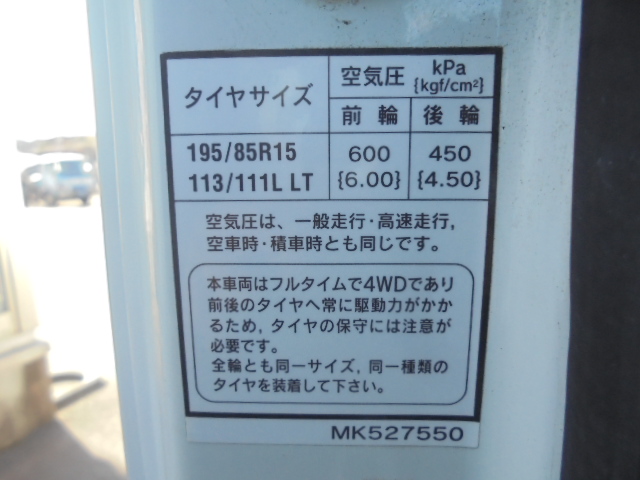 タイヤサイズ
空気圧 kPa
{kgf/cm²}
前輪 後輪
195/85R15 600 450
113/111L LT {6.00} {4.50}
空気圧は、一般走行・高速走行,
空車時・積車時とも同じです。
本車両はフルタイムで4WDであり
前後のタイヤへ常に駆動力がかか
るため, タイヤの保守には注意が
必要です。
全輪とも同一サイズ, 同一種類の
タイヤを装着して下さい。
MK527550